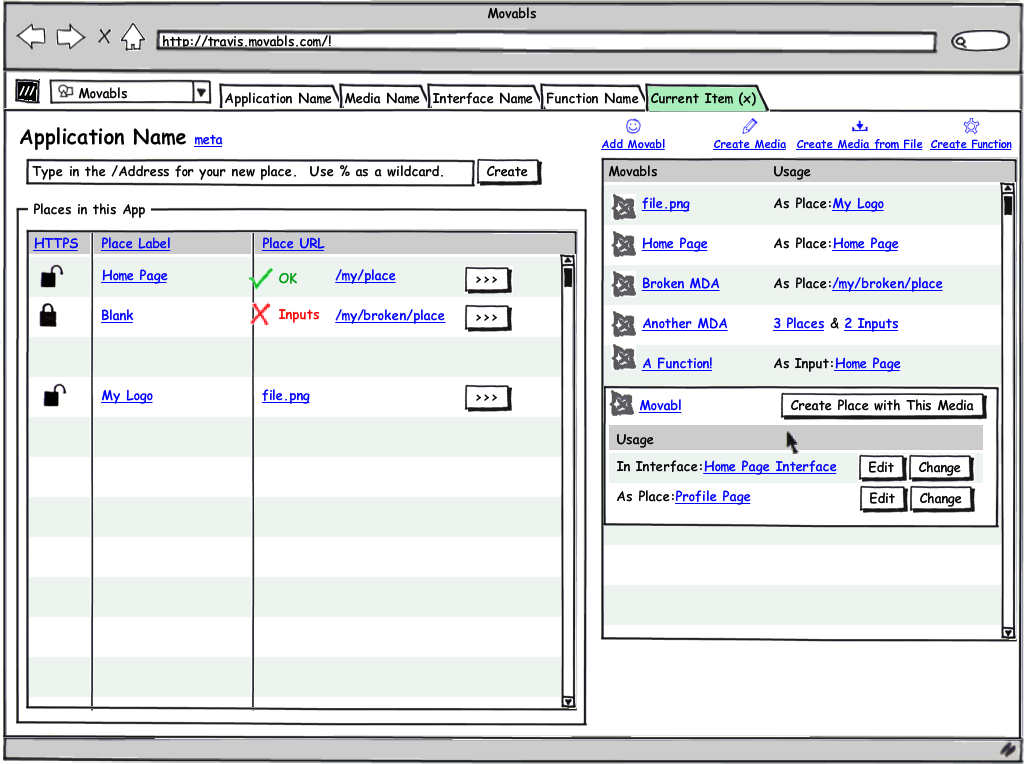 Movabls
http://travis.movabls.com/!
Movabls
Application Name
Media Name
Interface Name
Function Name
Current Item (x)
Application Name meta
Type in the /Address for your new place. Use % as a wildcard.
Create
Places in this App
HTTPS Place Label Place URL
Home Page OK /my/place >>>
Blank Inputs /my/broken/place >>>
My Logo file.png >>>
Add Movabl
Create Media
Create Media from File
Create Function
Movabls Usage
file.png As Place:My Logo
Home Page As Place:Home Page
Broken MDA As Place:/my/broken/place
Another MDA 3 Places & 2 Inputs
A Function! As Input:Home Page
Movabl Create Place with This Media
Usage
In Interface:Home Page Interface Edit Change
As Place:Profile Page Edit Change